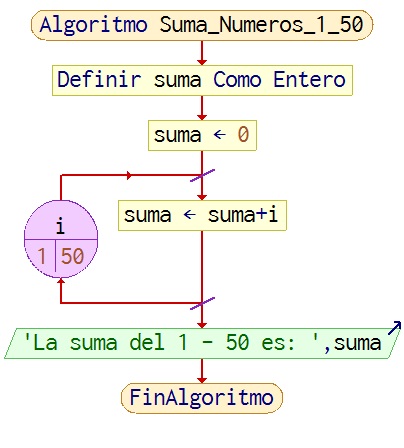 Algoritmo Suma_Numeros_1_50
Definir suma Como Entero
suma ← 0
i
1 50
suma ← suma+i
'La suma del 1 - 50 es: ',suma
FinAlgoritmo